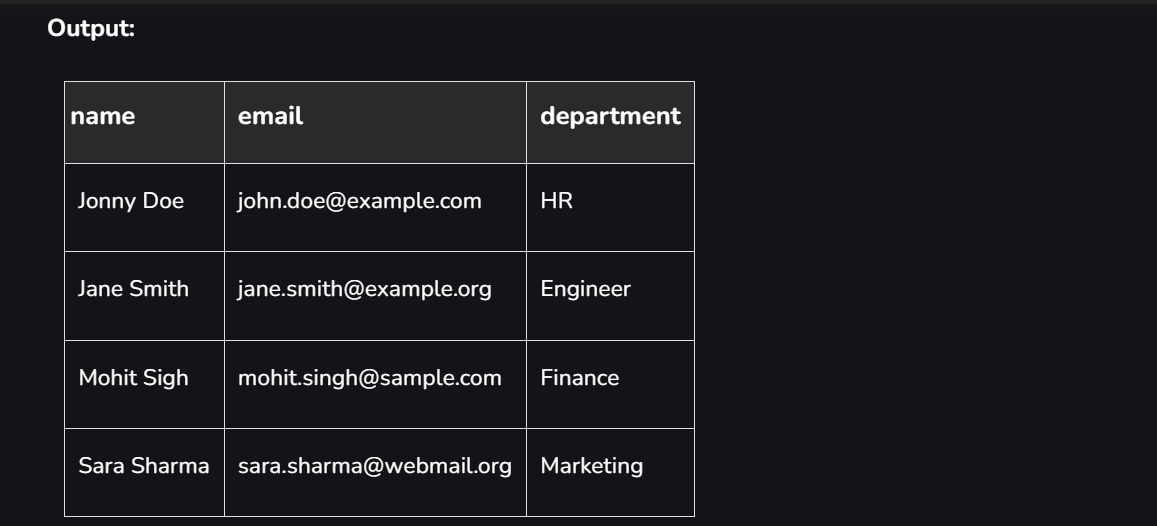 Output:
name email department
Jonny Doe john.doe@example.com HR
Jane Smith jane.smith@example.org Engineer
Mohit Sigh mohit.singh@sample.com Finance
Sara Sharma sara.sharma@webmail.org Marketing